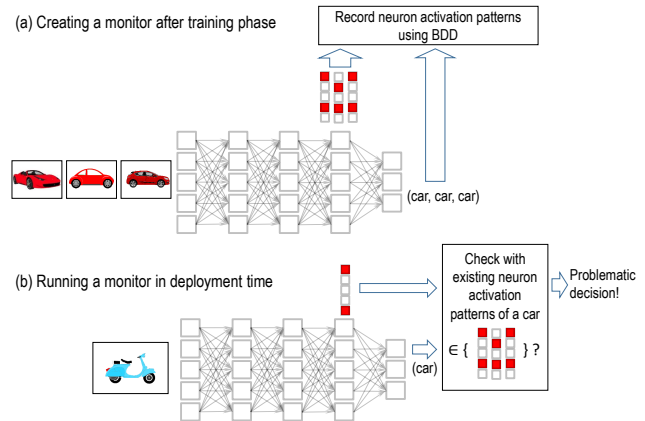 (a) Creating a monitor after training phase
Record neuron activation patterns
using BDD
(car, car, car)
(b) Running a monitor in deployment time
(car)
Check with
existing neuron
activation
patterns of a car
∈ { } ?
Problematic
decision!